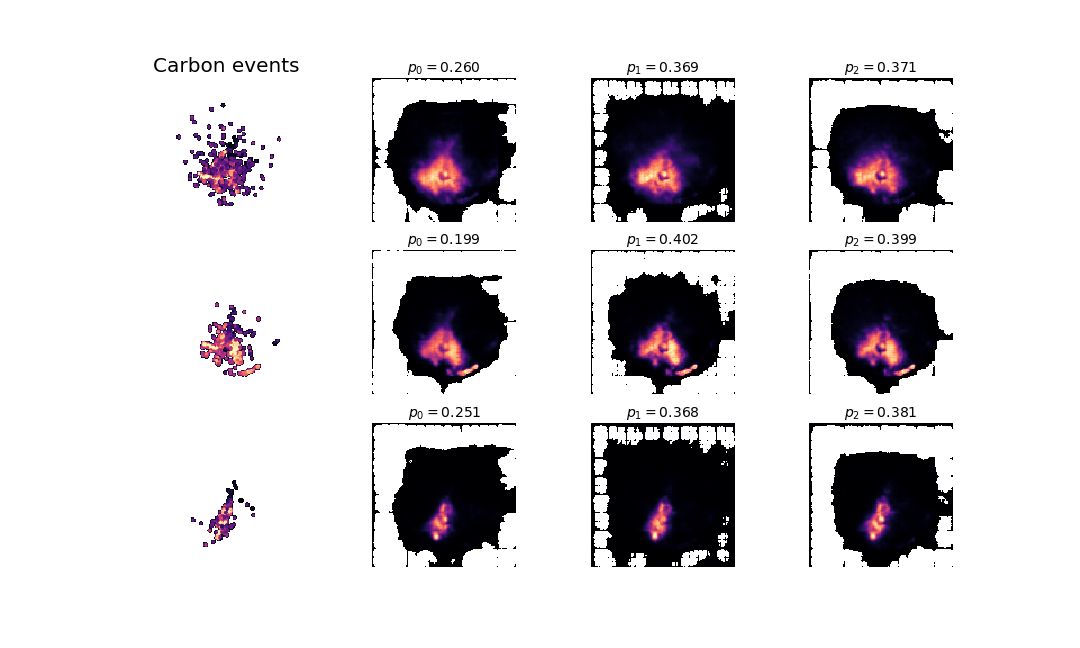 Carbon events
p₀ = 0.260
p₁ = 0.369
p₂ = 0.371
p₀ = 0.199
p₁ = 0.402
p₂ = 0.399
p₀ = 0.251
p₁ = 0.368
p₂ = 0.381